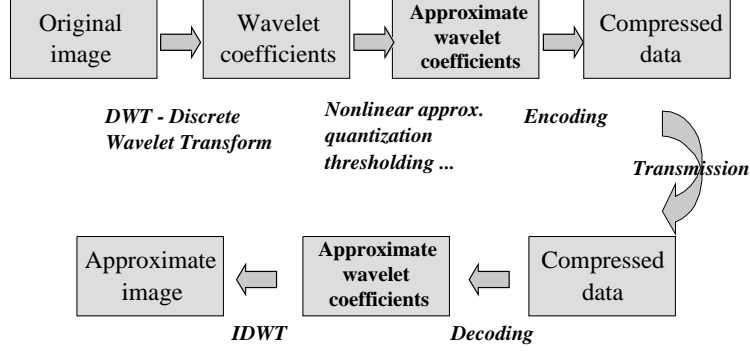 Original
image
Wavelet
coefficients
Approximate
wavelet
coefficients
Compressed
data
DWT - Discrete
Wavelet Transform
Nonlinear approx.
quantization
thresholding ...
Encoding
Transmission
Approximate
image
Approximate
wavelet
coefficients
Compressed
data
IDWT
Decoding